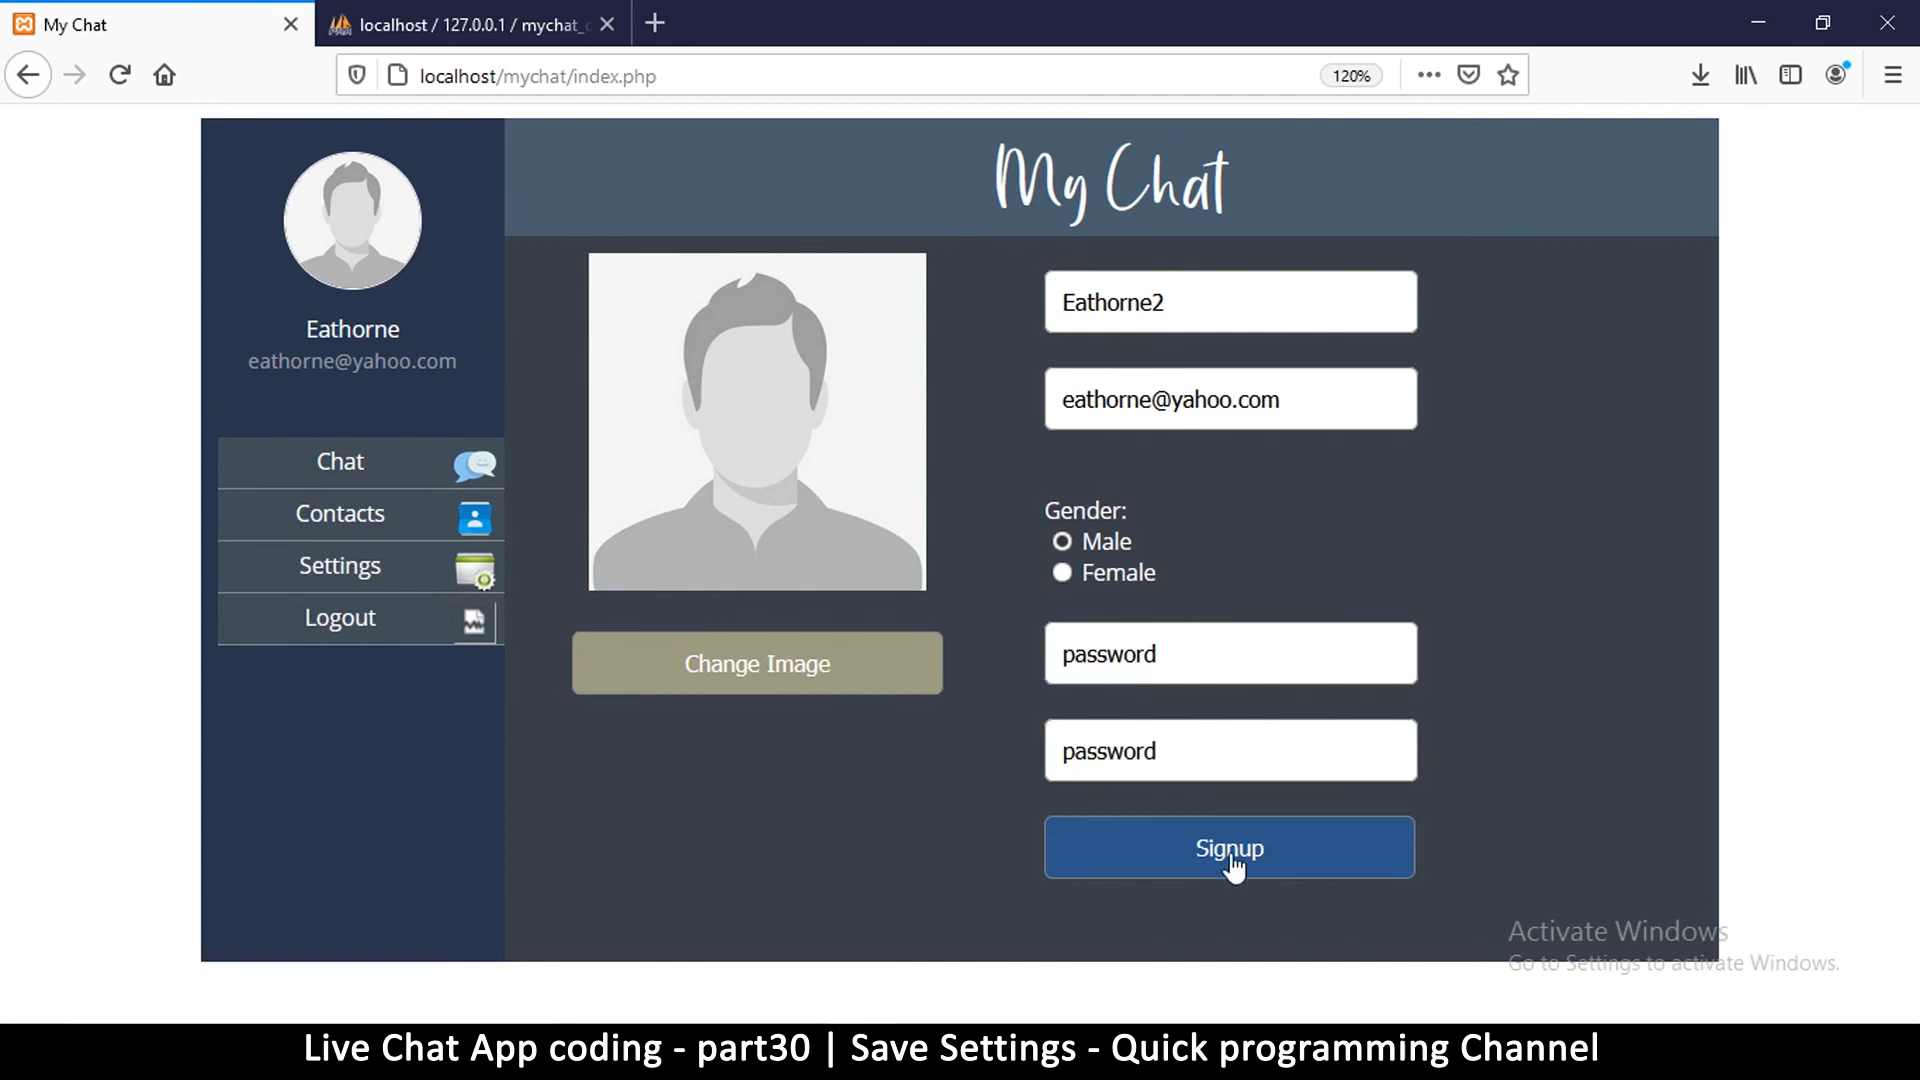 My Chat
localhost / 127.0.0.1 / mychat_
localhost/mychat/index.php
120%
My Chat
Eathorne
eathorne@yahoo.com
Chat
Contacts
Settings
Logout
Change Image
Eathorne2
eathorne@yahoo.com
Gender:
Male
Female
password
password
Signup
Activate Windows
Go to Settings to activate Windows.
Live Chat App coding - part30 | Save Settings - Quick programming Channel